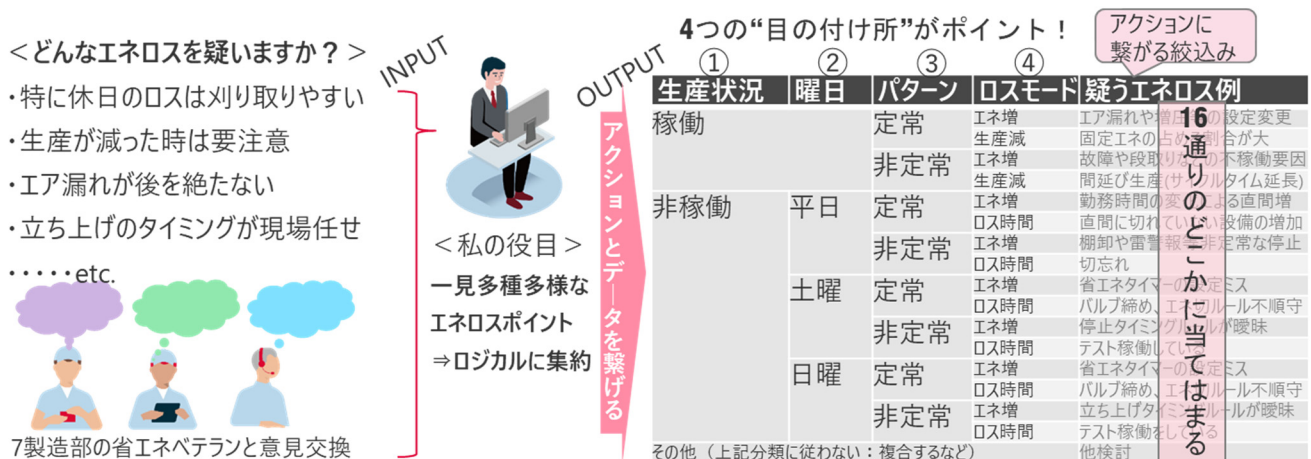 ＜どんなエネロスを疑いますか？＞
・特に休日のロスは刈り取りやすい
・生産が減った時は要注意
・エア漏れが後を絶たない
・立ち上げのタイミングが現場任せ
・・・・・etc.
7製造部の省エネベテランと意見交換
INPUT
＜私の役目＞
一見多種多様な
エネロスポイント
⇒ロジカルに集約
OUTPUT
アクションとデータを繋げる
4つの“目の付け所”がポイント！
アクションに
繋がる絞込み
① ② ③ ④
生産状況 曜日 パターン ロスモード 疑うエネロス例
稼働 定常 エネ増 エア漏れや増圧 の設定変更
生産減 固定エネの占める割合が大
非定常 エネ増 故障や段取り の不稼働要因
生産減 間延び生産(サイクルタイム延長)
非稼働 平日 定常 エネ増 勤務時間の変 による直間増
ロス時間 直間に切れていない設備の増加
非定常 エネ増 棚卸や雷警報 非定常な停止
ロス時間 切忘れ
土曜 定常 エネ増 省エネタイマーの設定ミス
ロス時間 バルブ締め、エネ切ルール不順守
非定常 エネ増 停止タイミングルールが曖昧
ロス時間 テスト稼働している
日曜 定常 エネ増 省エネタイマーの設定ミス
ロス時間 バルブ締め、エネ切ルール不順守
非定常 エネ増 立ち上げタイミングルールが曖昧
ロス時間 テスト稼働をしている
その他（上記分類に従わない：複合するなど） 他検討
16通りのどこかに当てはまる